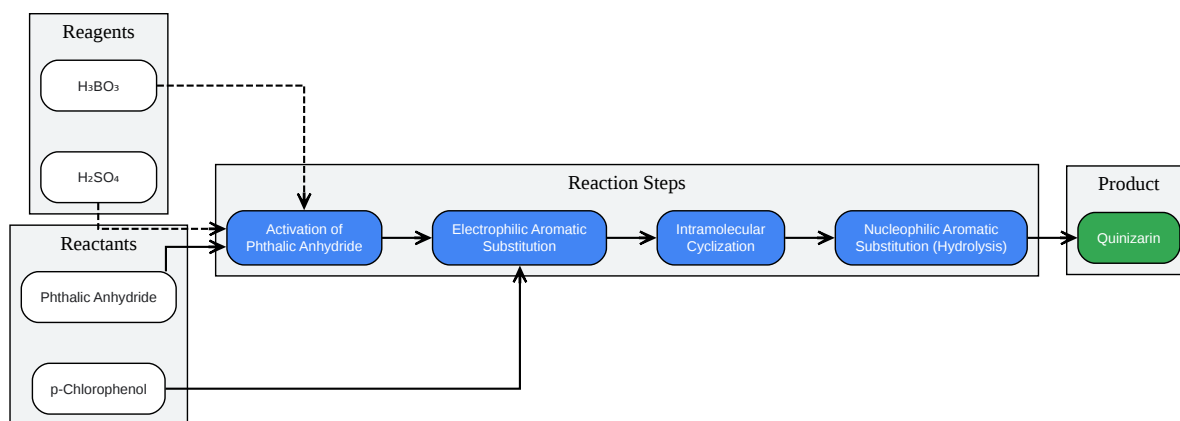 Reagents
H₃BO₃
H₂SO₄
Reactants
Phthalic Anhydride
p-Chlorophenol
Reaction Steps
Activation of
Phthalic Anhydride
Electrophilic Aromatic
Substitution
Intramolecular
Cyclization
Nucleophilic Aromatic
Substitution (Hydrolysis)
Product
Quinizarin